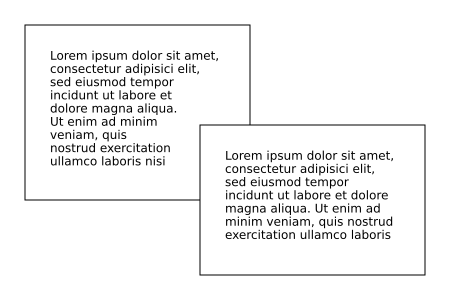 Lorem ipsum dolor sit amet,
consectetur adipisici elit,
sed eiusmod tempor
incidunt ut labore et
dolore magna aliqua.
Ut enim ad minim
veniam, quis
nostrud exercitation
ullamco laboris nisi
Lorem ipsum dolor sit amet,
consectetur adipisici elit,
sed eiusmod tempor
incidunt ut labore et dolore
magna aliqua. Ut enim ad
minim veniam, quis nostrud
exercitation ullamco laboris